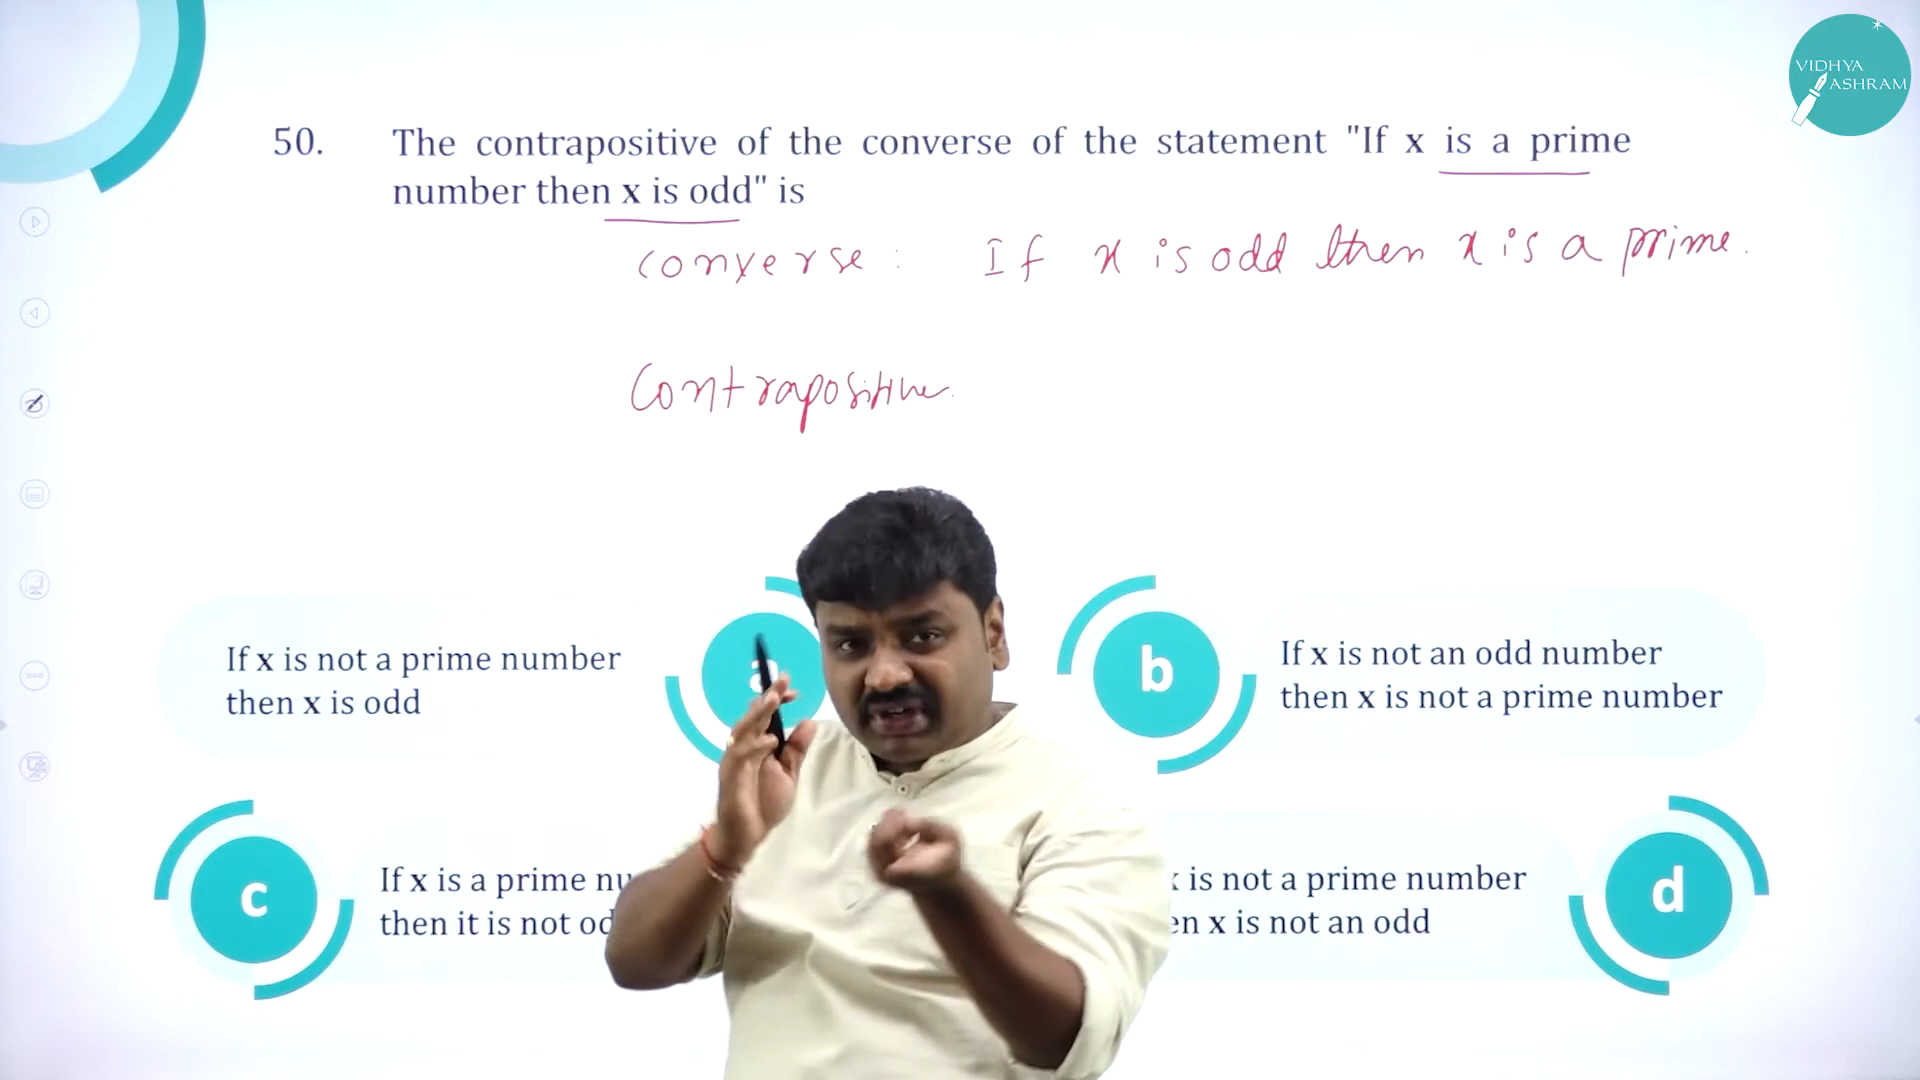 VIDHYA
ASHRAM
50. The contrapositive of the converse of the statement "If x is a prime
number then x is odd" is
converse: If x is odd then x is a prime.
Contrapositive
If x is not a prime number
then x is odd
a
b
If x is not an odd number
then x is not a prime number
c
If x is a prime
then it is not
is not a prime number
x is not an odd
d